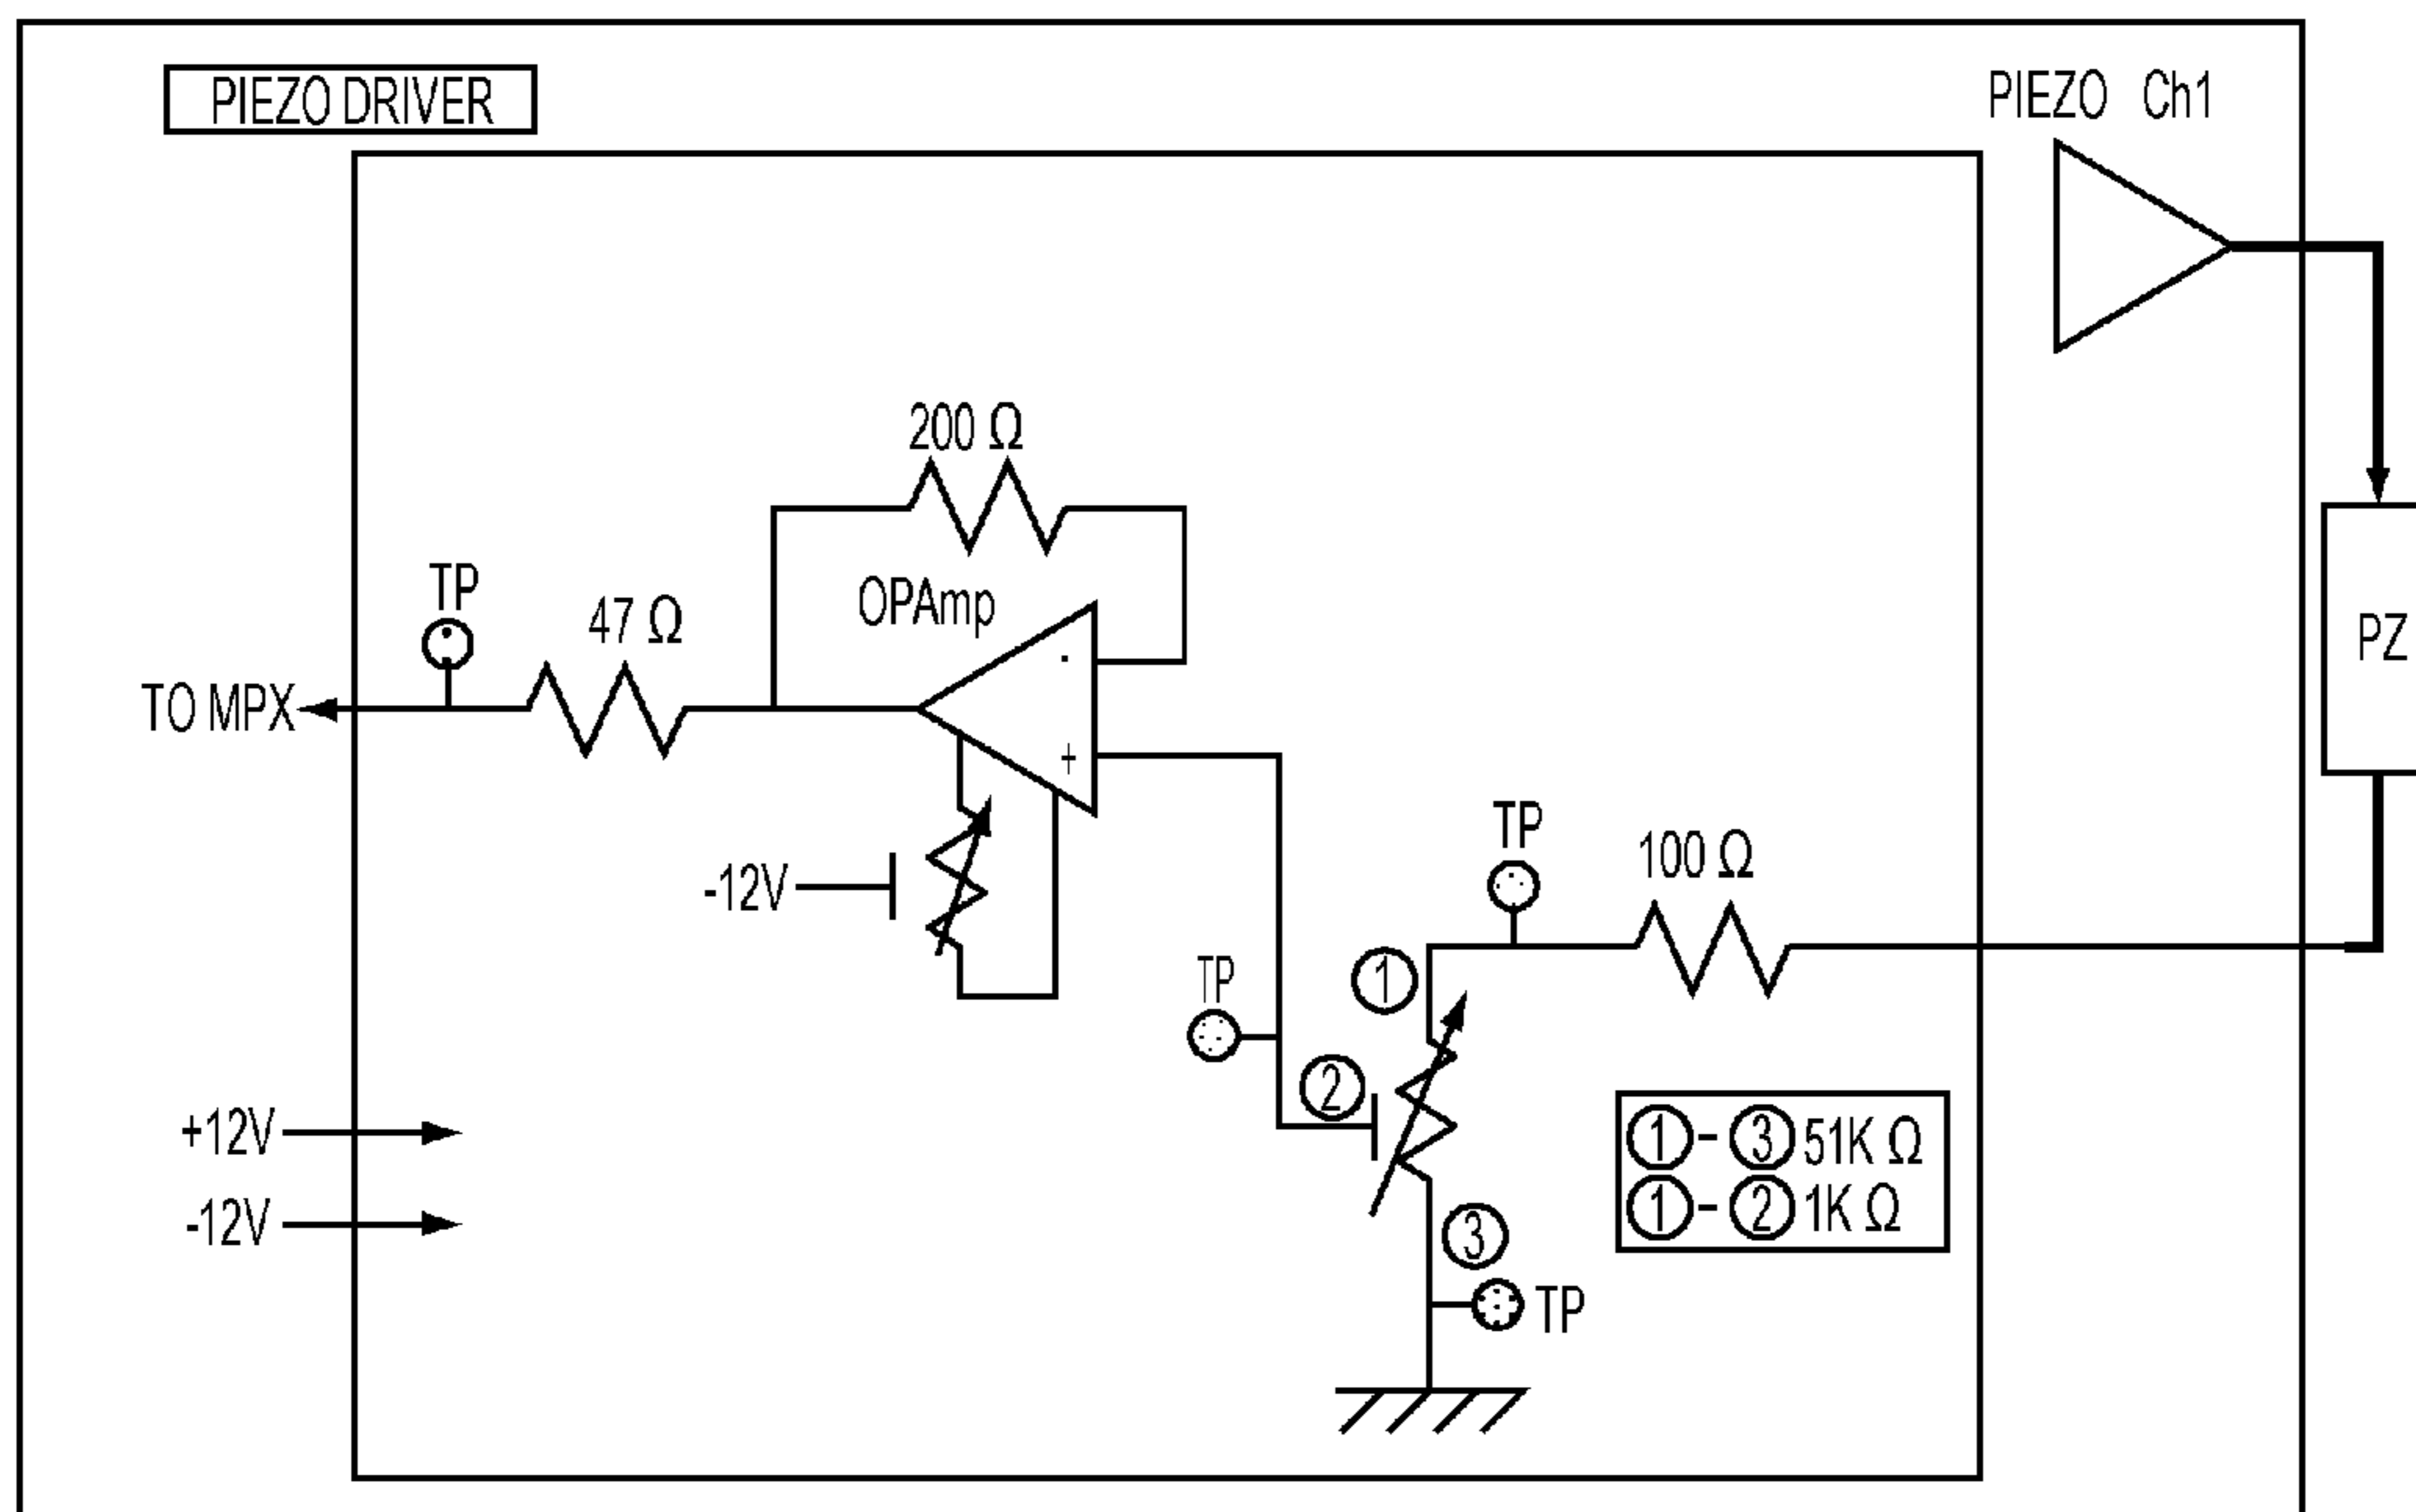 PIEZO DRIVER
PIEZO Ch1
200 Ω
OPAmp
TP
47 Ω
-
PZ
TO MPX
+
TP
100 Ω
-12V
TP
①
②
+12V
①-③ 51K Ω
①-② 1K Ω
-12V
③
TP